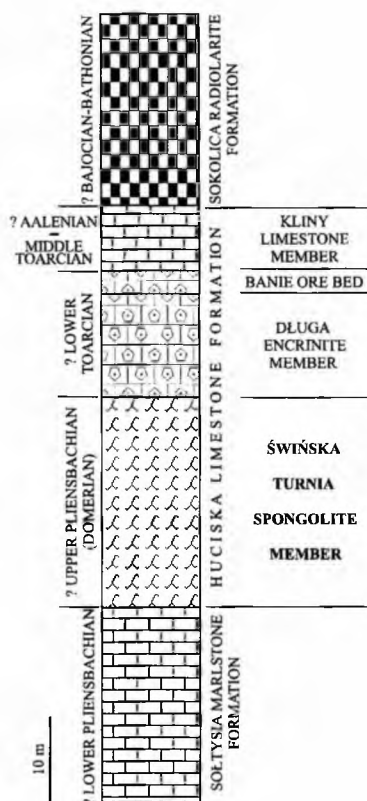 ? BAJOCIAN-BATHONIAN
SOKOLICA RADIOLARITE
FORMATION
? AALENIAN
–
MIDDLE
TOARCIAN
KLINY
LIMESTONE
MEMBER
BANIE ORE BED
? LOWER
TOARCIAN
DŁUGA
ENCRINITE
MEMBER
HUCISKA LIMESTONE FORMATION
? UPPER PLIENSBACHIAN
(DOMERIAN)
ŚWIŃSKA
TURNIA
SPONGOLITE
MEMBER
? LOWER PLIENSBACHIAN
SOŁTYSIA MARLSTONE
FORMATION
10 m